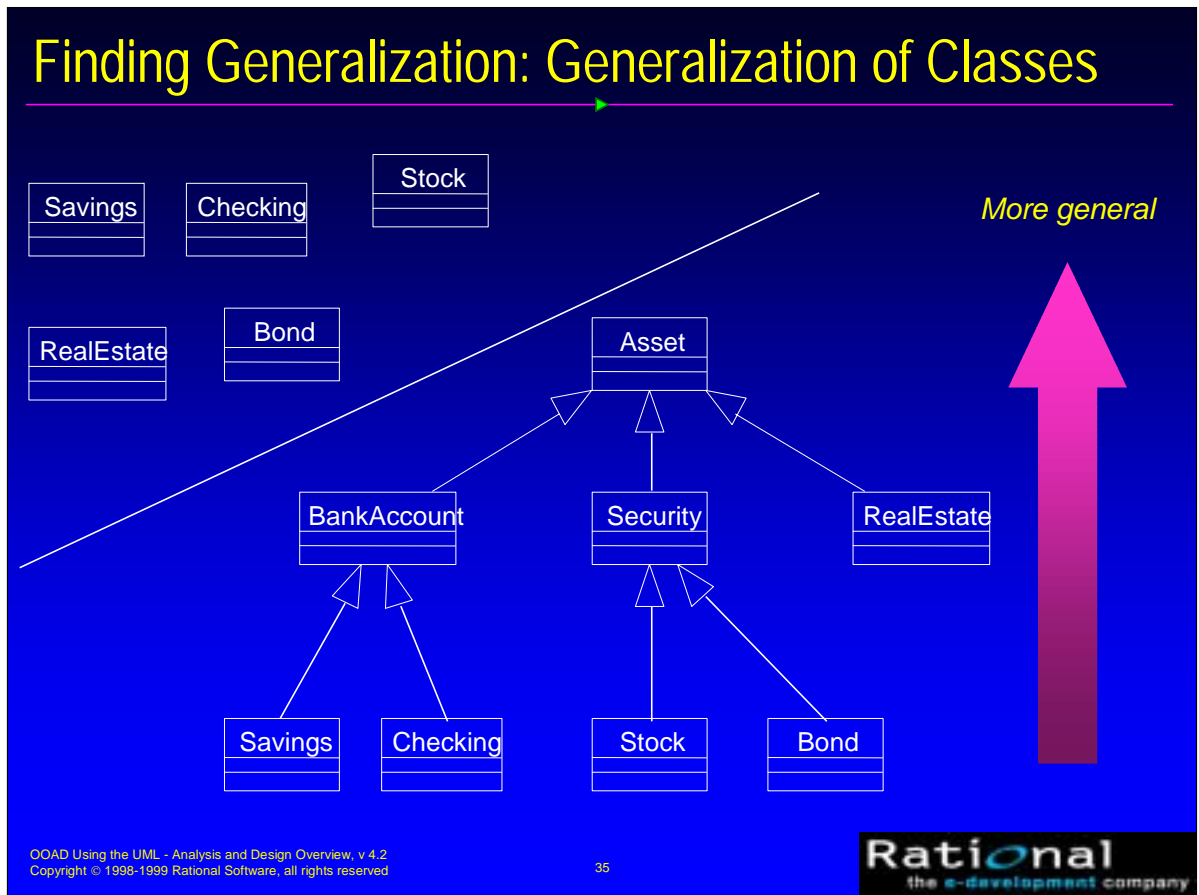 Finding Generalization: Generalization of Classes
Stock
Savings
Checking
More general
Bond
RealEstate
Asset
BankAccount
Security
RealEstate
Savings
Checking
Stock
Bond
OOAD Using the UML - Analysis and Design Overview, v 4.2
Copyright © 1998-1999 Rational Software, all rights reserved
35
Rational
the e-development company